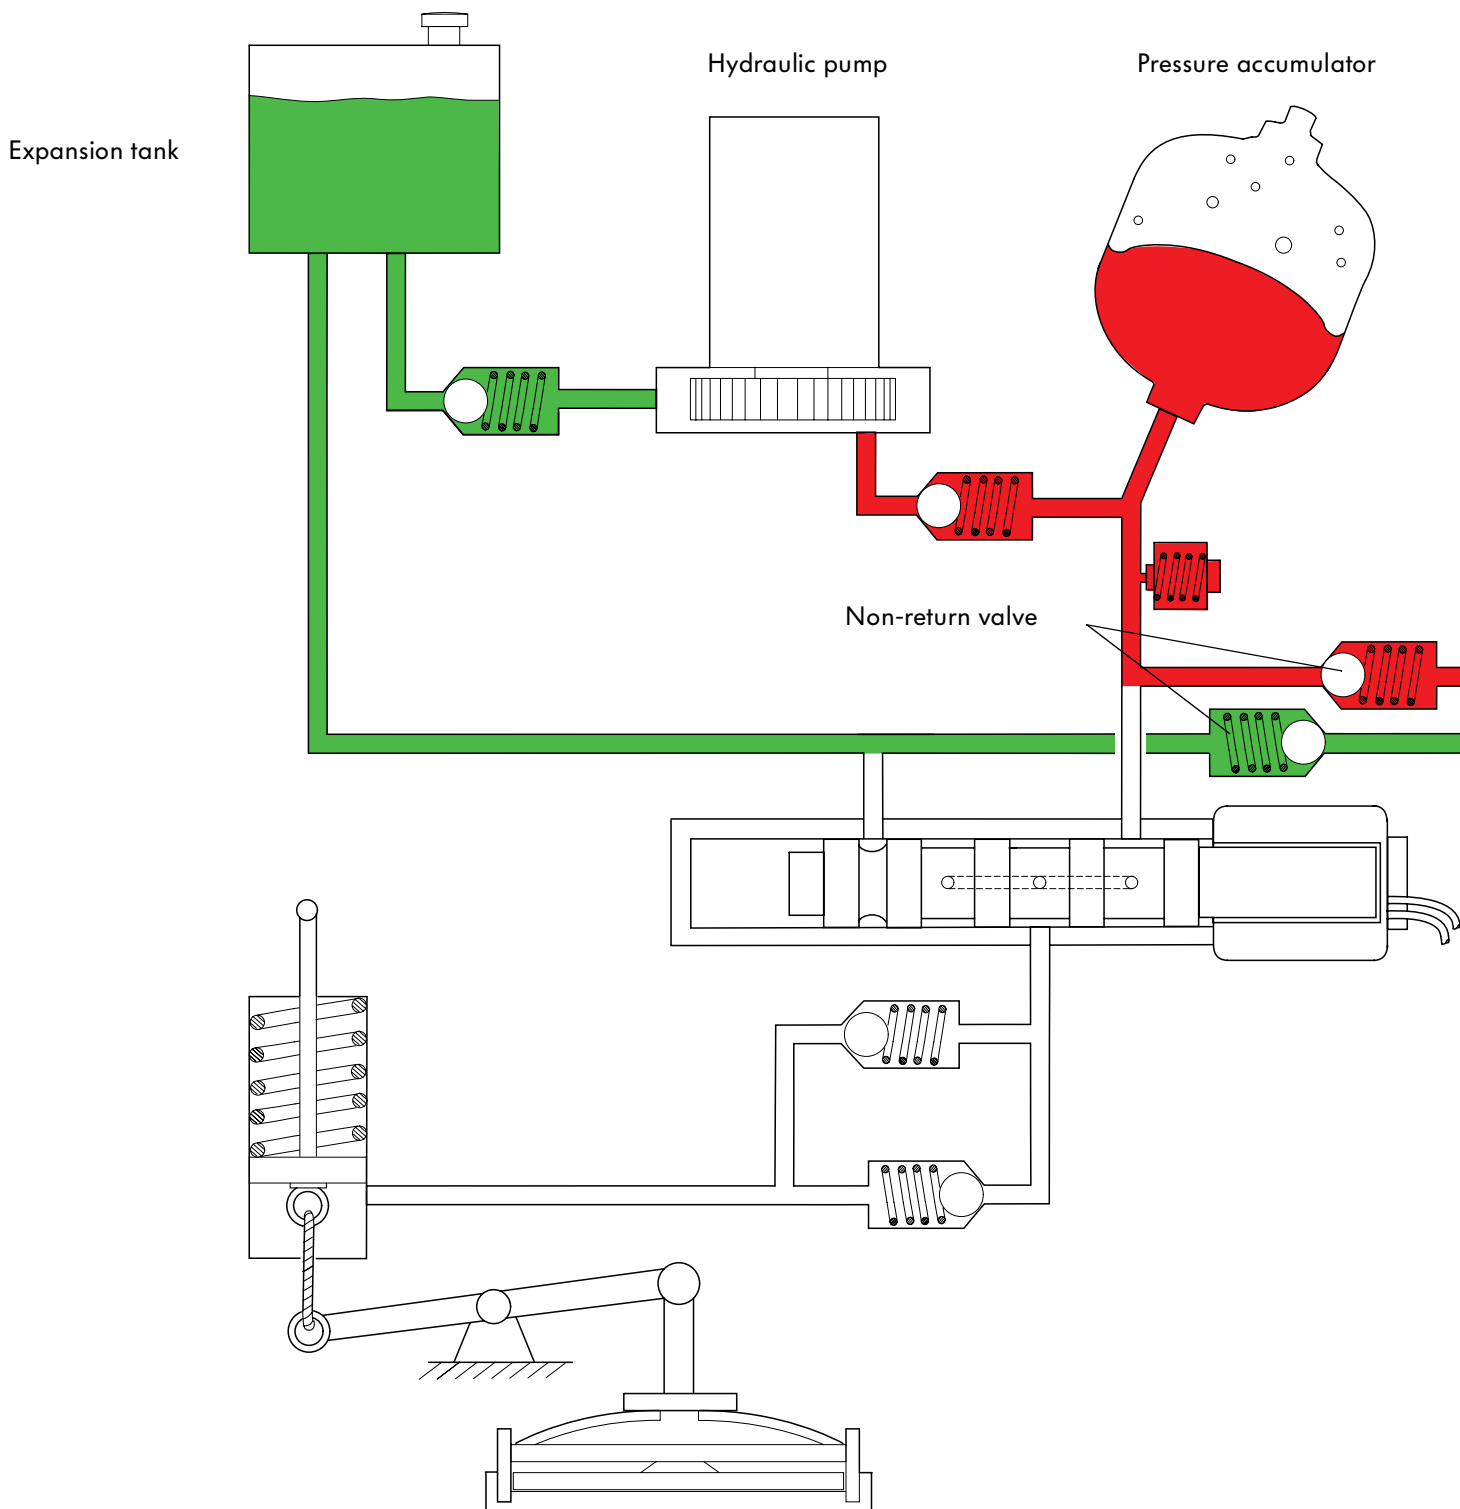 Hydraulic pump
Pressure accumulator
Expansion tank
Non-return valve